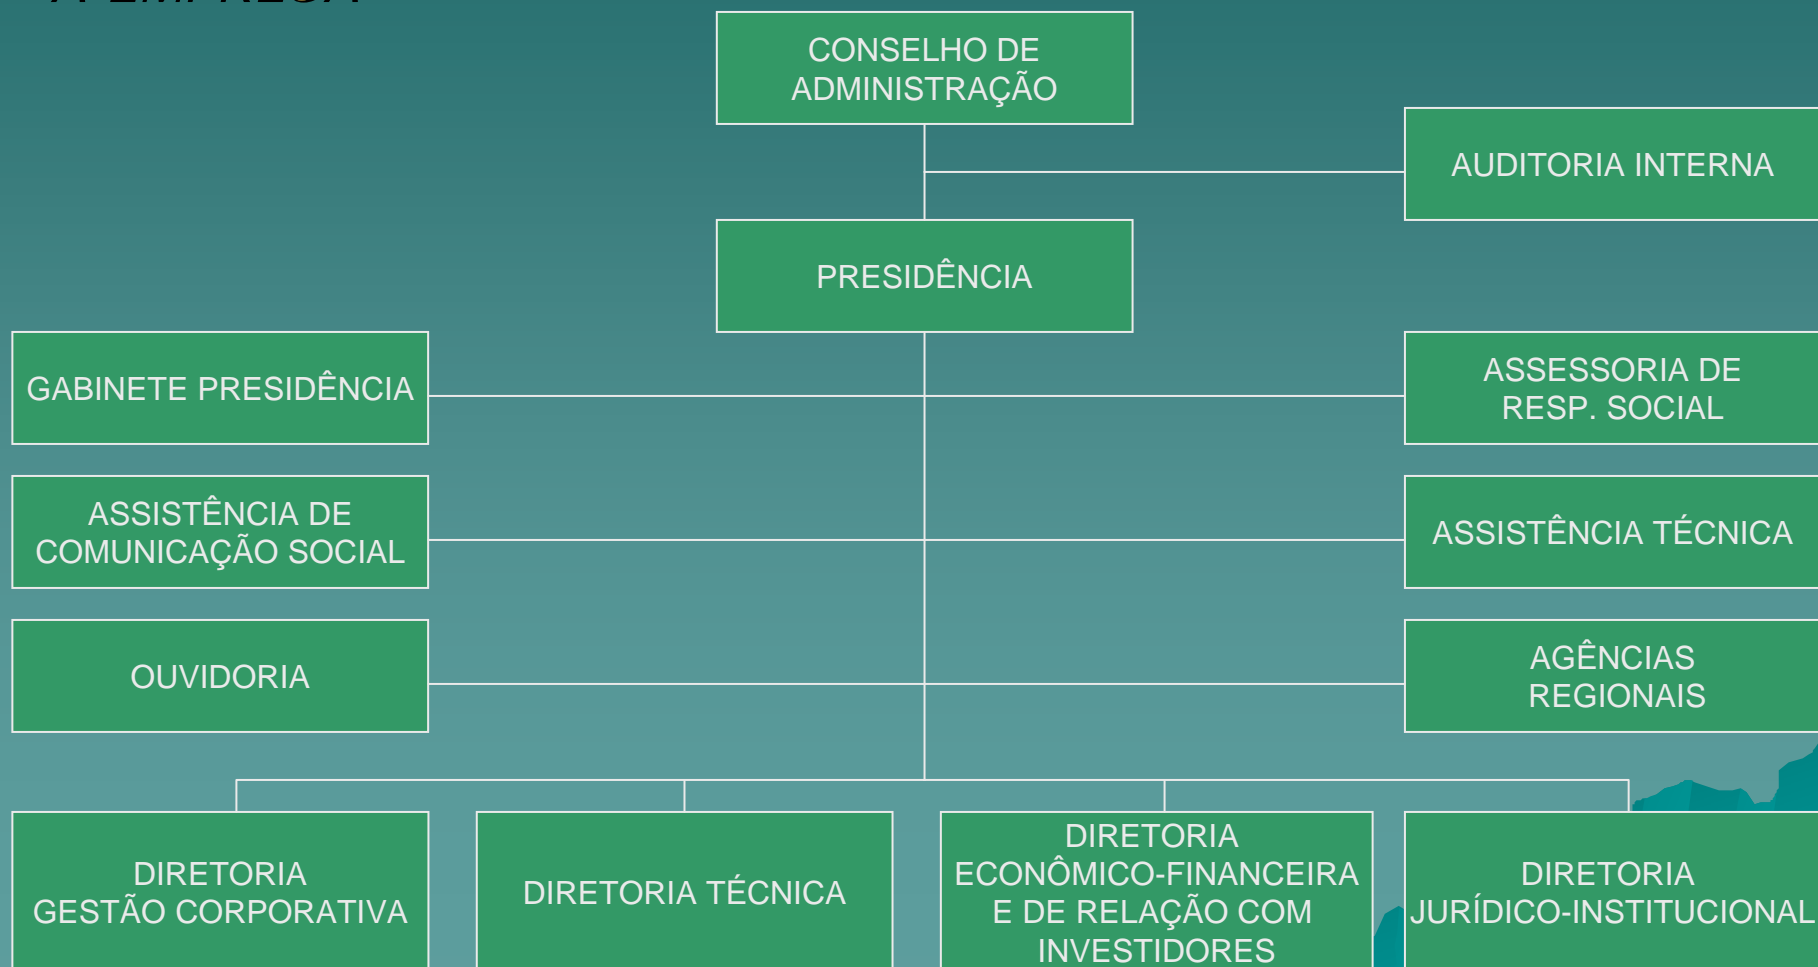 A EMPRESA
CONSELHO DE
ADMINISTRAÇÃO
AUDITORIA INTERNA
PRESIDÊNCIA
GABINETE PRESIDÊNCIA
ASSESSORIA DE
RESP. SOCIAL
ASSISTÊNCIA DE
COMUNICAÇÃO SOCIAL
ASSISTÊNCIA TÉCNICA
OUVIDORIA
AGÊNCIAS
REGIONAIS
DIRETORIA
GESTÃO CORPORATIVA
DIRETORIA TÉCNICA
DIRETORIA
ECONÔMICO-FINANCEIRA
E DE RELAÇÃO COM
INVESTIDORES
DIRETORIA
JURÍDICO-INSTITUCIONAL